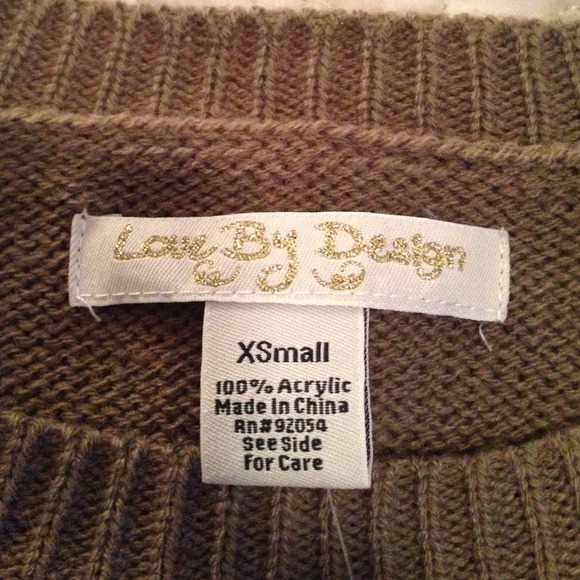 Love By Design
XSmall
100% Acrylic
Made In China
Rn#92054
See Side
For Care